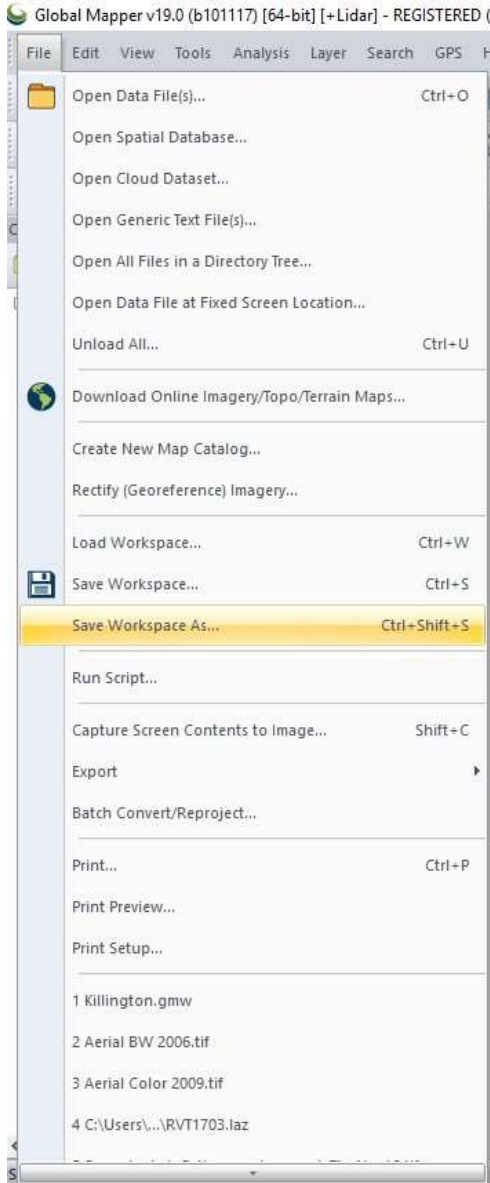 Global Mapper v19.0 (b101117) [64-bit] [+Lidar] - REGISTERED (
File Edit View Tools Analysis Layer Search GPS
Open Data File(s)... Ctrl+O
Open Spatial Database...
Open Cloud Dataset...
Open Generic Text File(s)...
Open All Files in a Directory Tree...
Open Data File at Fixed Screen Location...
Unload All... Ctrl+U
Download Online Imagery/Topo/Terrain Maps...
Create New Map Catalog...
Rectify (Georeference) Imagery...
Load Workspace... Ctrl+W
Save Workspace... Ctrl+S
Save Workspace As... Ctrl+Shift+S
Run Script...
Capture Screen Contents to Image... Shift+C
Export
Batch Convert/Reproject...
Print... Ctrl+P
Print Preview...
Print Setup...
1 Killington.gmw
2 Aerial BW 2006.tif
3 Aerial Color 2009.tif
4 C:\Users\...\RVT1703.laz